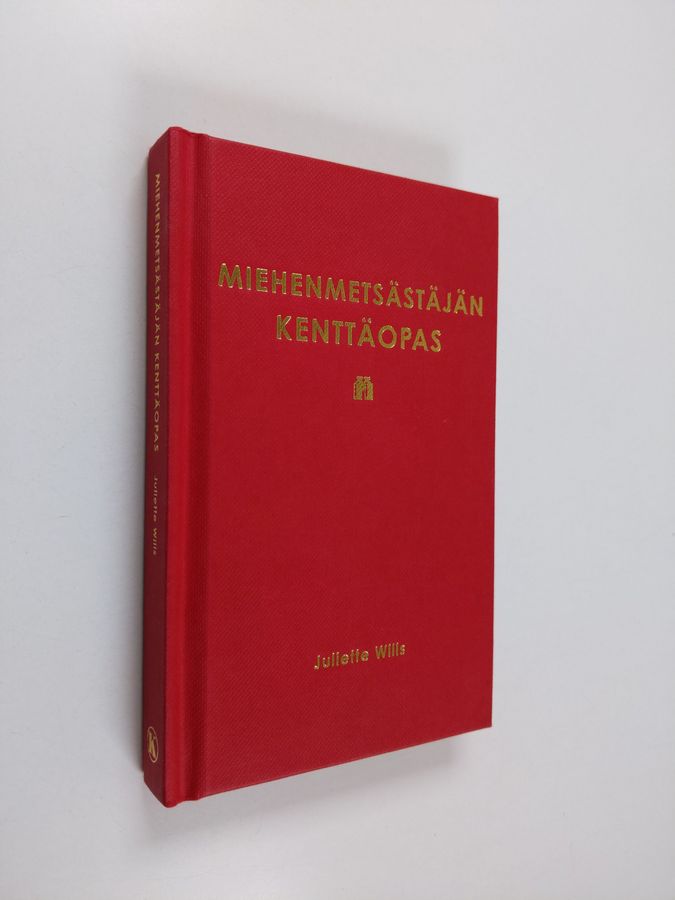 MIEHENMETSÄSTÄJÄN
KENTTÄOPAS
Juliette Wills
MIEHENMETSÄSTÄJÄN KENTTÄOPAS Juliette Wills
K